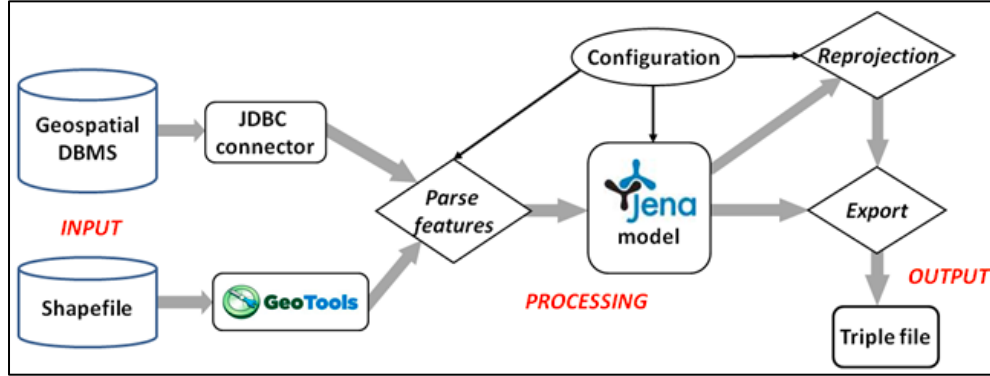 Geospatial
DBMS
JDBC
connector
Configuration
Reprojection
INPUT
Parse
features
Jena
model
Export
Shapefile
GeoTools
PROCESSING
OUTPUT
Triple file